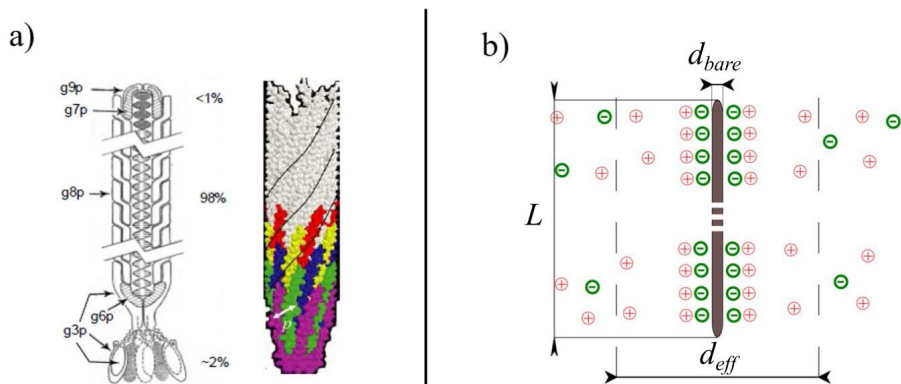 a)
g9p
g7p
<1%
g8p
98%
g6p
g3p
~2%
p
b)
d_bare
L
d_eff